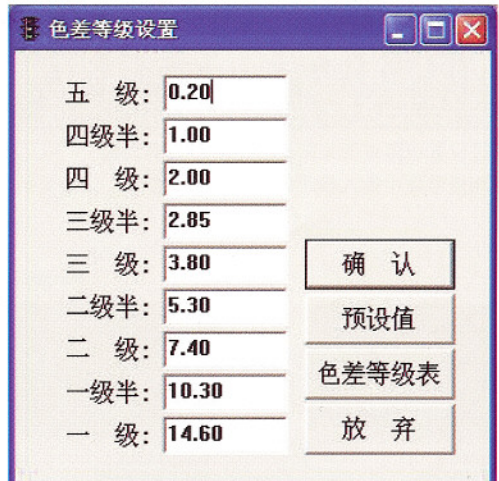 色差等级设置
五 级: 0.20
四级半: 1.00
四 级: 2.00
三级半: 2.85
三 级: 3.80
确 认
二级半: 5.30
预设值
二 级: 7.40
色差等级表
一级半: 10.30
一 级: 14.60
放 弃